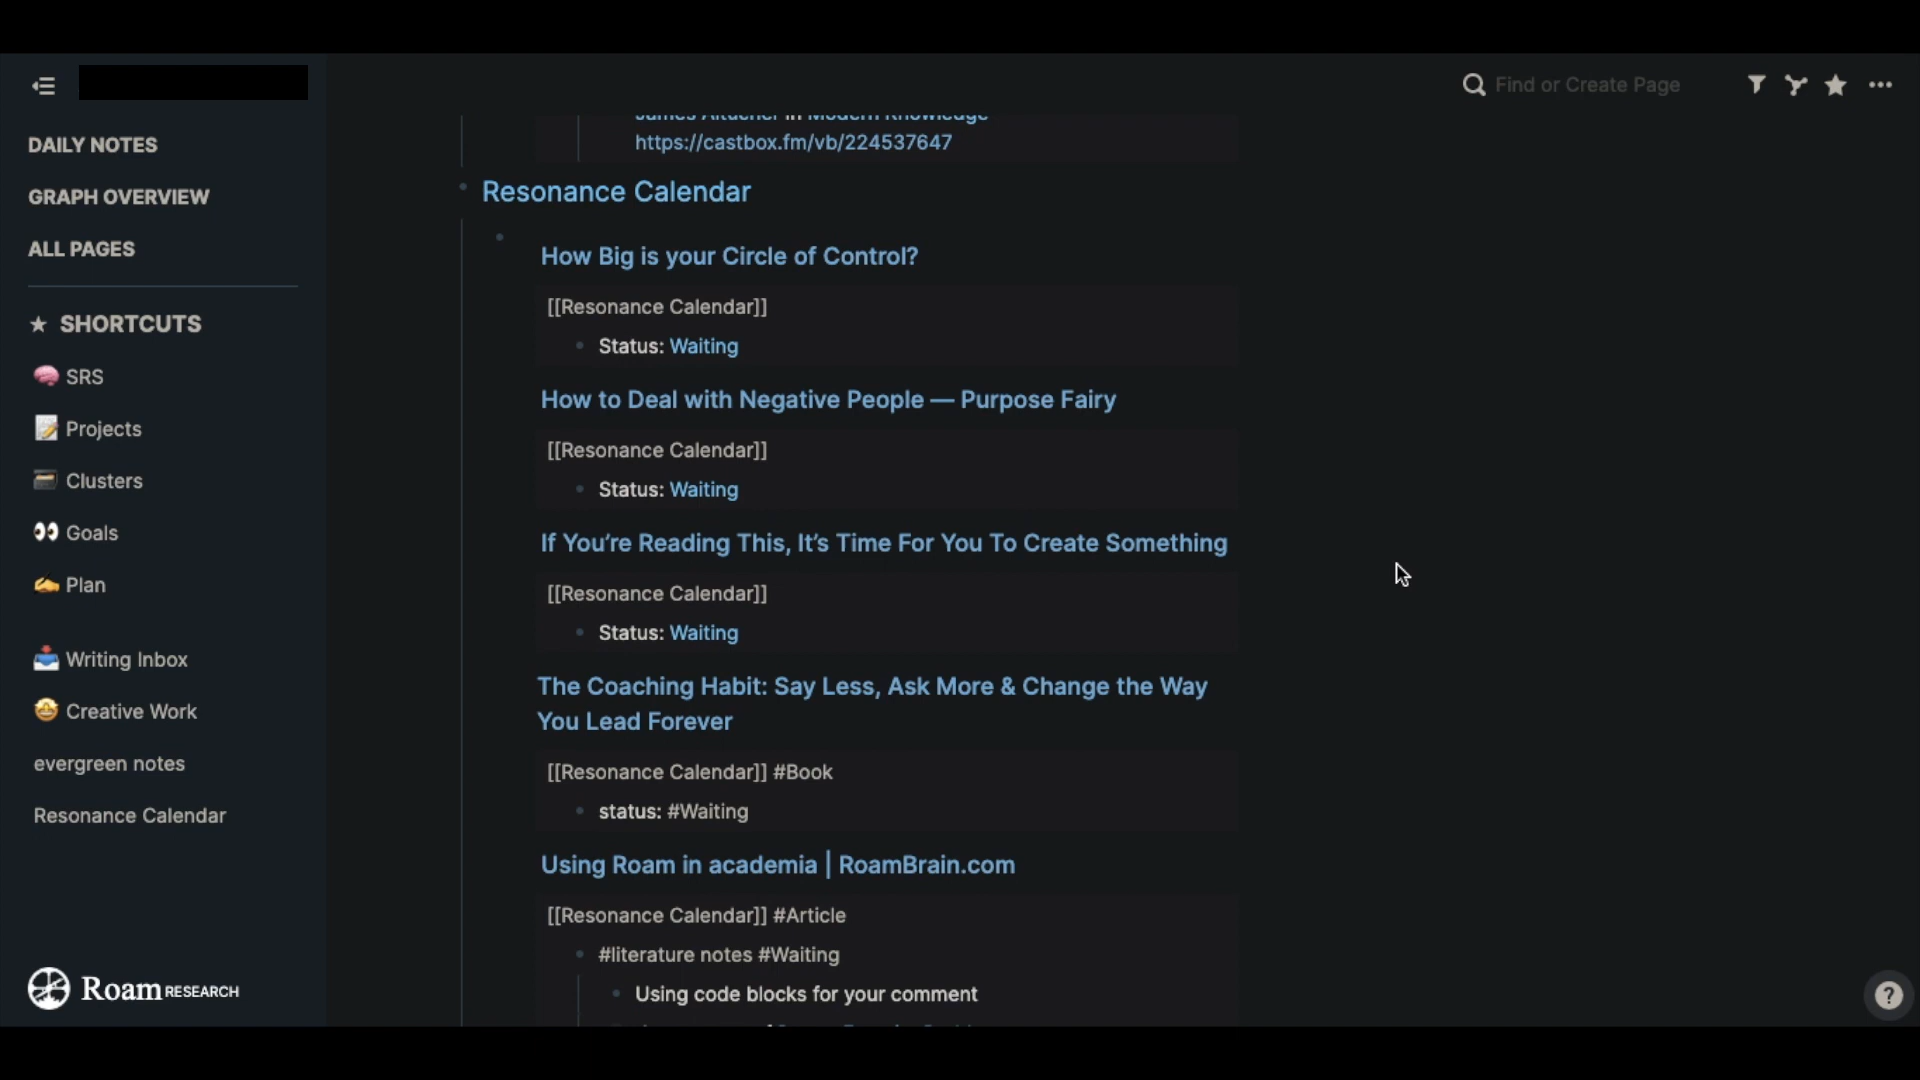 Find or Create Page
DAILY NOTES
GRAPH OVERVIEW
ALL PAGES
SHORTCUTS
SRS
Projects
Clusters
Goals
Plan
Writing Inbox
Creative Work
evergreen notes
Resonance Calendar
Roam RESEARCH
James Altucher in Modern Knowledge
https://castbox.fm/vb/224537647
Resonance Calendar
How Big is your Circle of Control?
[[Resonance Calendar]]
Status: Waiting
How to Deal with Negative People — Purpose Fairy
[[Resonance Calendar]]
Status: Waiting
If You’re Reading This, It’s Time For You To Create Something
[[Resonance Calendar]]
Status: Waiting
The Coaching Habit: Say Less, Ask More & Change the Way
You Lead Forever
[[Resonance Calendar]] #Book
status: #Waiting
Using Roam in academia | RoamBrain.com
[[Resonance Calendar]] #Article
#literature notes #Waiting
Using code blocks for your comment
?